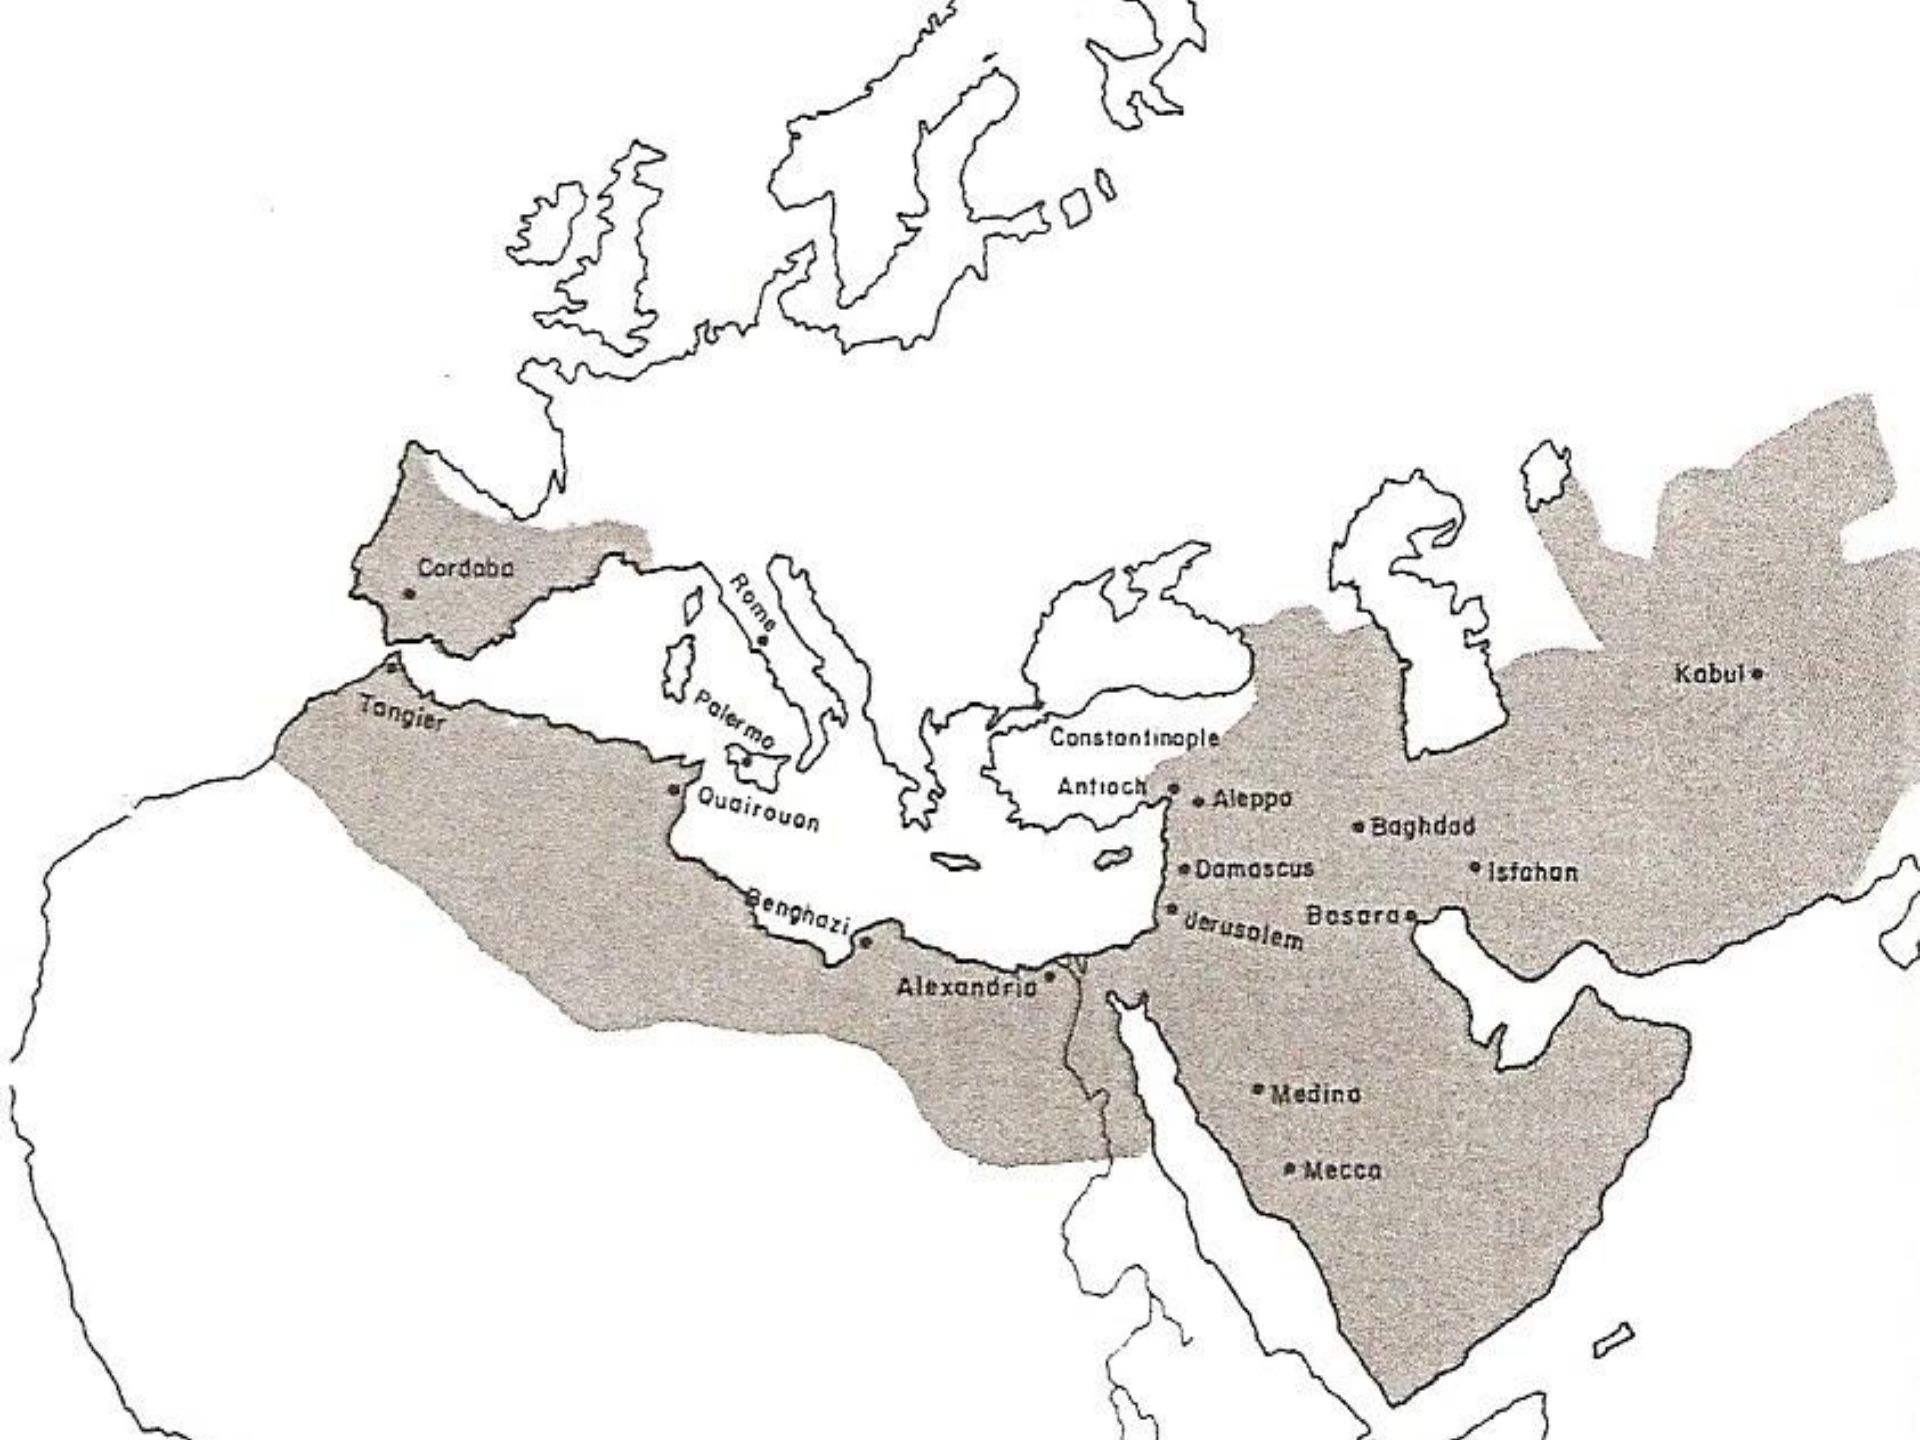 Cordoba
Rome
Kabul
Tangier
Palermo
Constantinople
Antioch
Aleppo
Quairouan
Baghdad
Damascus
Isfahan
Benghazi
Jerusalem
Basara
Alexandria
Medina
Mecca